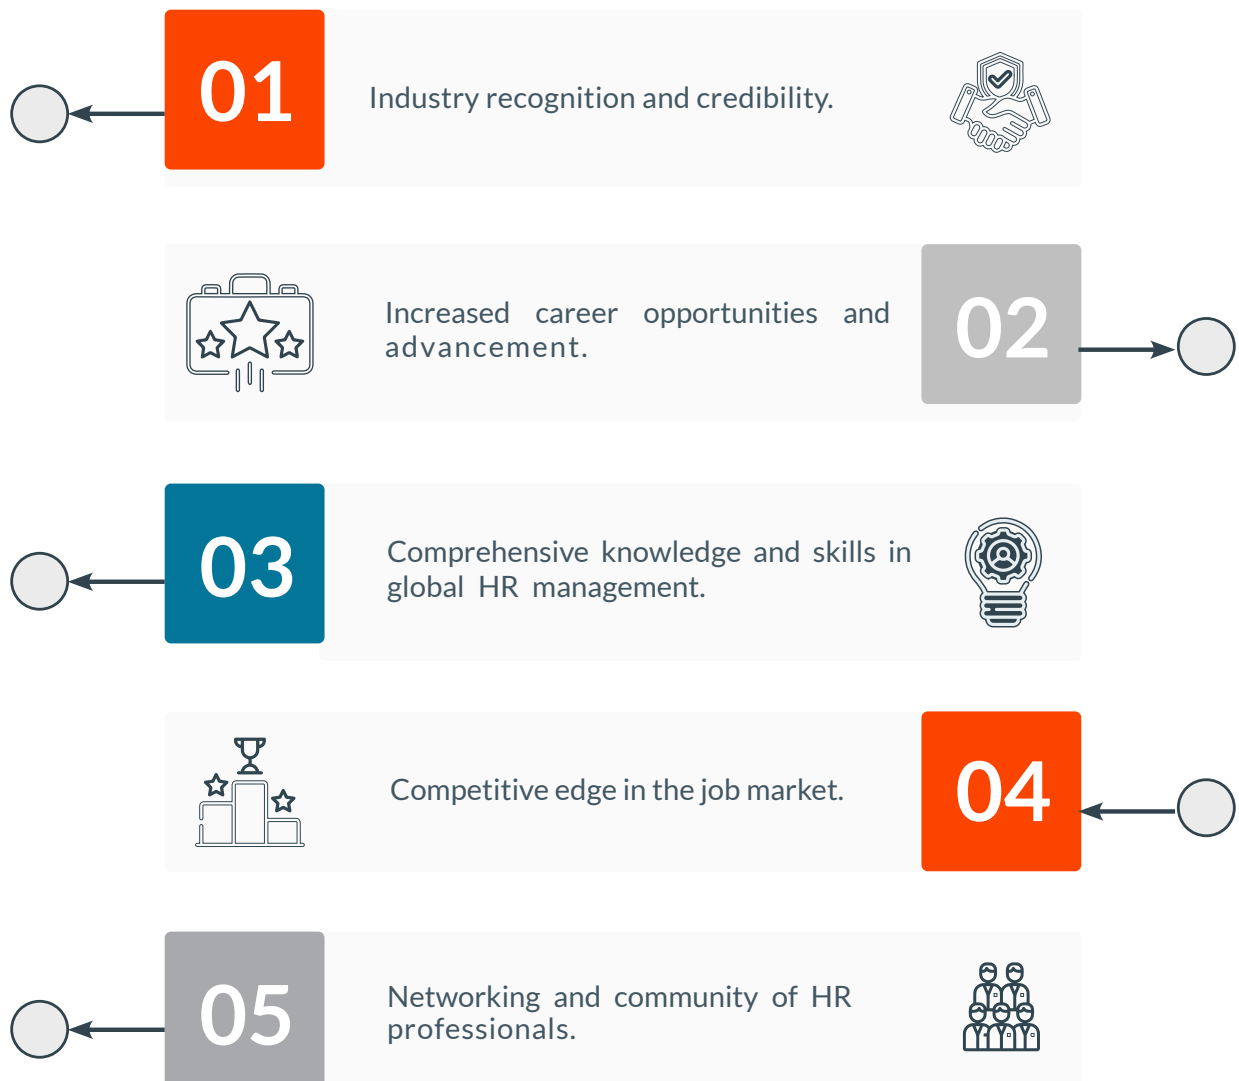 01
Industry recognition and credibility.
Increased career opportunities and
advancement.
02
03
Comprehensive knowledge and skills in
global HR management.
Competitive edge in the job market.
04
05
Networking and community of HR
professionals.